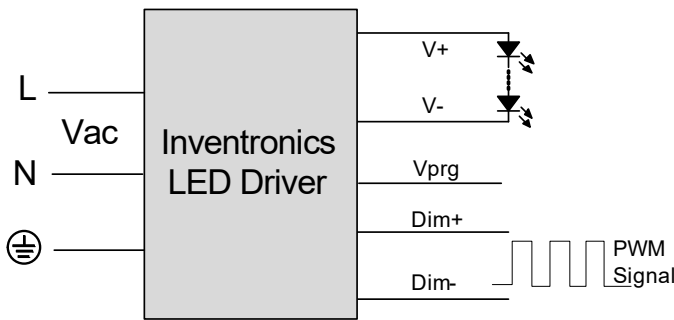 L
Vac
N
Inventronics
LED Driver
V+
V-
Vprg
Dim+
Dim-
PWM
Signal